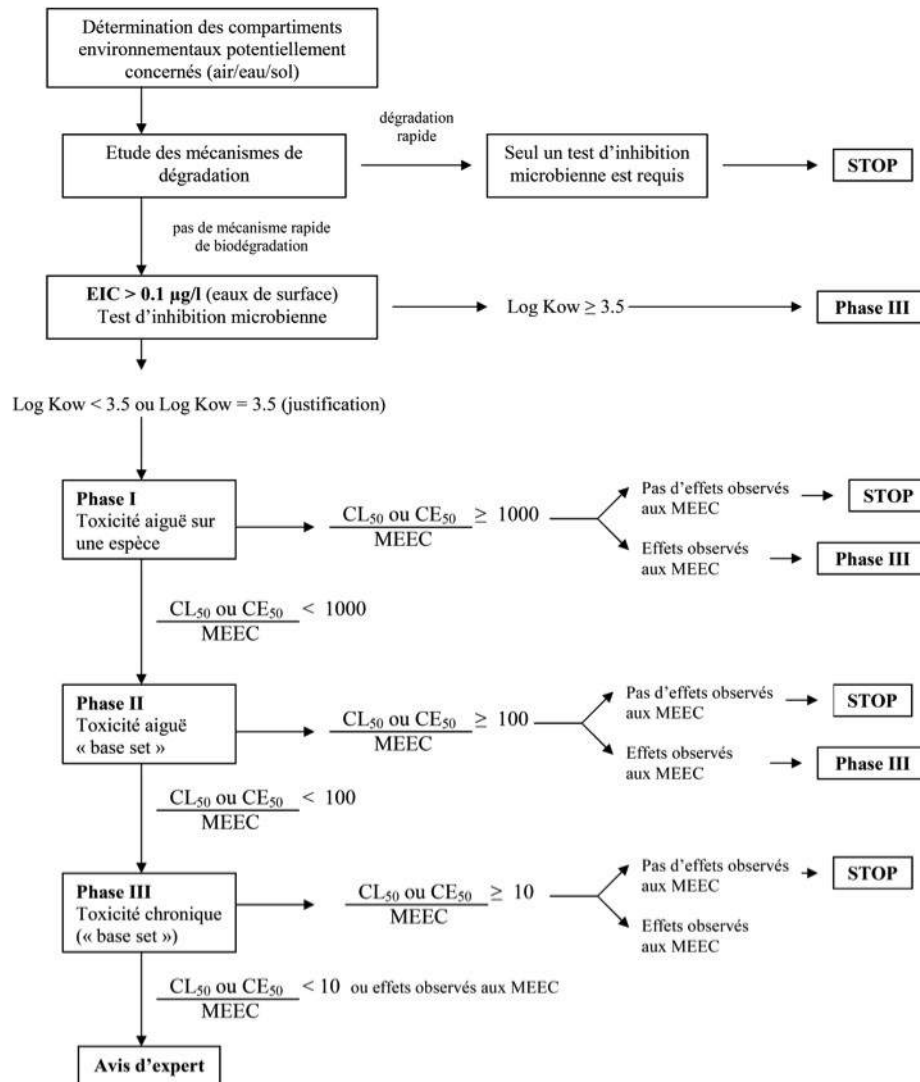 Détermination des compartiments
environnementaux potentiellement
concernés (air/eau/sol)
Etude des mécanismes de
dégradation
dégradation
rapide
Seul un test d’inhibition
microbienne est requis
STOP
pas de mécanisme rapide
de biodégradation
EIC > 0.1 µg/l (eaux de surface)
Test d’inhibition microbienne
Log Kow ≥ 3.5
Phase III
Log Kow < 3.5 ou Log Kow = 3.5 (justification)
Phase I
Toxicité aiguë sur
une espèce
CL₅₀ ou CE₅₀ ≥ 1000
MEEC
Pas d’effets observés
aux MEEC
STOP
Effets observés
aux MEEC
Phase III
CL₅₀ ou CE₅₀ < 1000
MEEC
Phase II
Toxicité aiguë
« base set »
CL₅₀ ou CE₅₀ ≥ 100
MEEC
Pas d’effets observés
aux MEEC
STOP
Effets observés
aux MEEC
Phase III
CL₅₀ ou CE₅₀ < 100
MEEC
Phase III
Toxicité chronique
(« base set »)
CL₅₀ ou CE₅₀ ≥ 10
MEEC
Pas d’effets observés
aux MEEC
STOP
Effets observés
aux MEEC
CL₅₀ ou CE₅₀ < 10 ou effets observés aux MEEC
MEEC
Avis d’expert